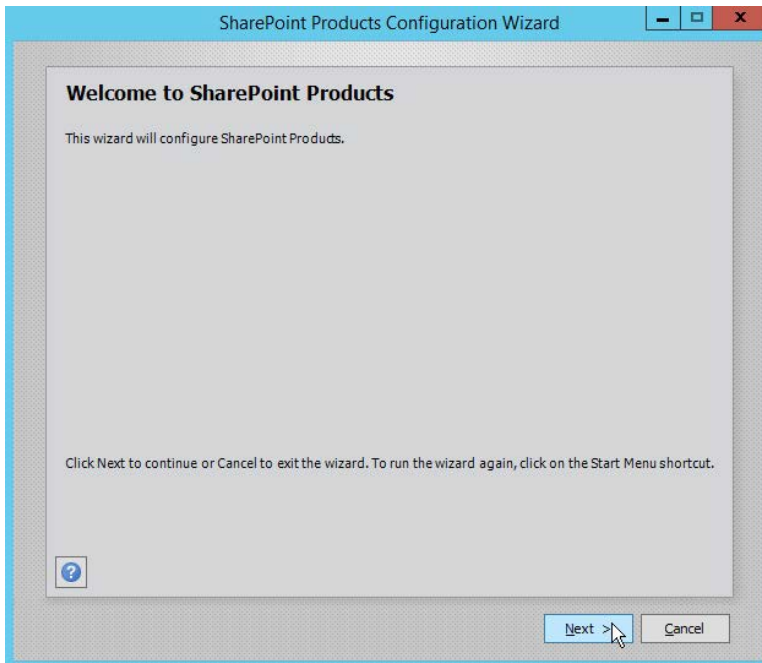 SharePoint Products Configuration Wizard
Welcome to SharePoint Products
This wizard will configure SharePoint Products.
Click Next to continue or Cancel to exit the wizard. To run the wizard again, click on the Start Menu shortcut.
?
Next >
Cancel